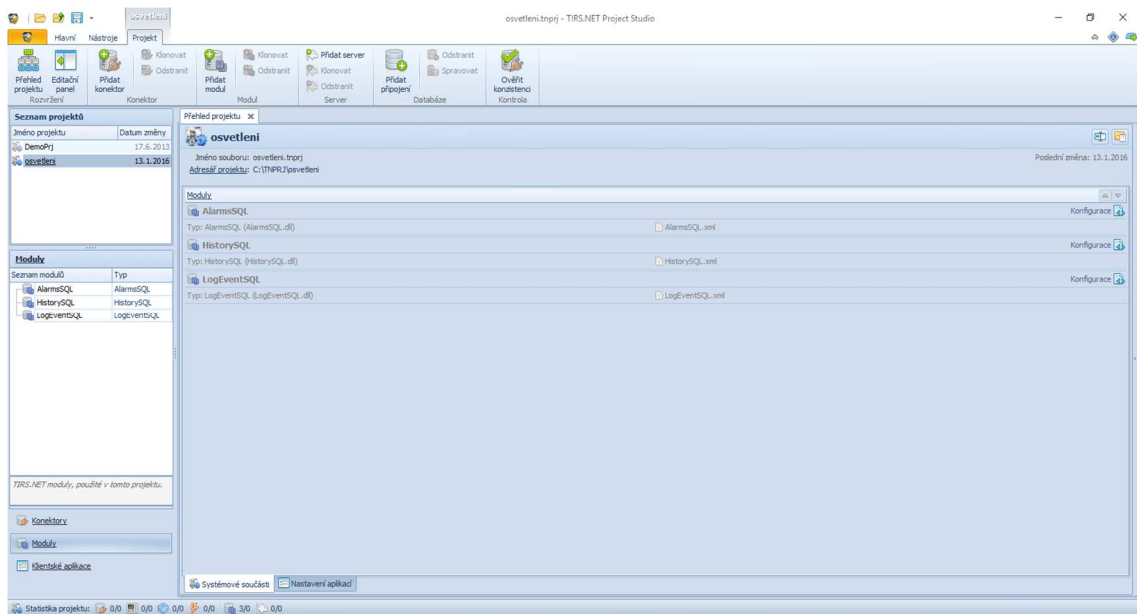 osvetleni
osvetleni.tnprj - TIRS.NET Project Studio
Hlavní Nástroje Projekt
Přehled projektu
Editační panel
Rozvržení
Přidat konektor
Klonovat
Odstranit
Konektor
Přidat modul
Klonovat
Odstranit
Modul
Přidat server
Klonovat
Odstranit
Server
Přidat připojení
Odstranit
Spravovat
Databáze
Ověřit konzistenci
Kontrola
Seznam projektů
Jméno projektu Datum změny
DemoPrj 17.6.2013
osvetleni 13.1.2016
Moduly
Seznam modulů Typ
AlarmsSQL AlarmsSQL
HistorySQL HistorySQL
LogEventSQL LogEventSQL
TIRS.NET moduly, použité v tomto projektu.
Konektory
Moduly
Klientské aplikace
Přehled projektu
osvetleni
Jméno souboru: osvetleni.tnprj Poslední změna: 13.1.2016
Adresář projektu: C:\TNPRJ\osvetleni
Moduly
AlarmsSQL Konfigurace
Typ: AlarmsSQL (AlarmsSQL.dll) AlarmsSQL.xml
HistorySQL Konfigurace
Typ: HistorySQL (HistorySQL.dll) HistorySQL.xml
LogEventSQL Konfigurace
Typ: LogEventSQL (LogEventSQL.dll) LogEventSQL.xml
Systémové součásti Nastavení aplikací
Statistika projektu: 0/0 0/0 0/0 0/0 3/0 0/0